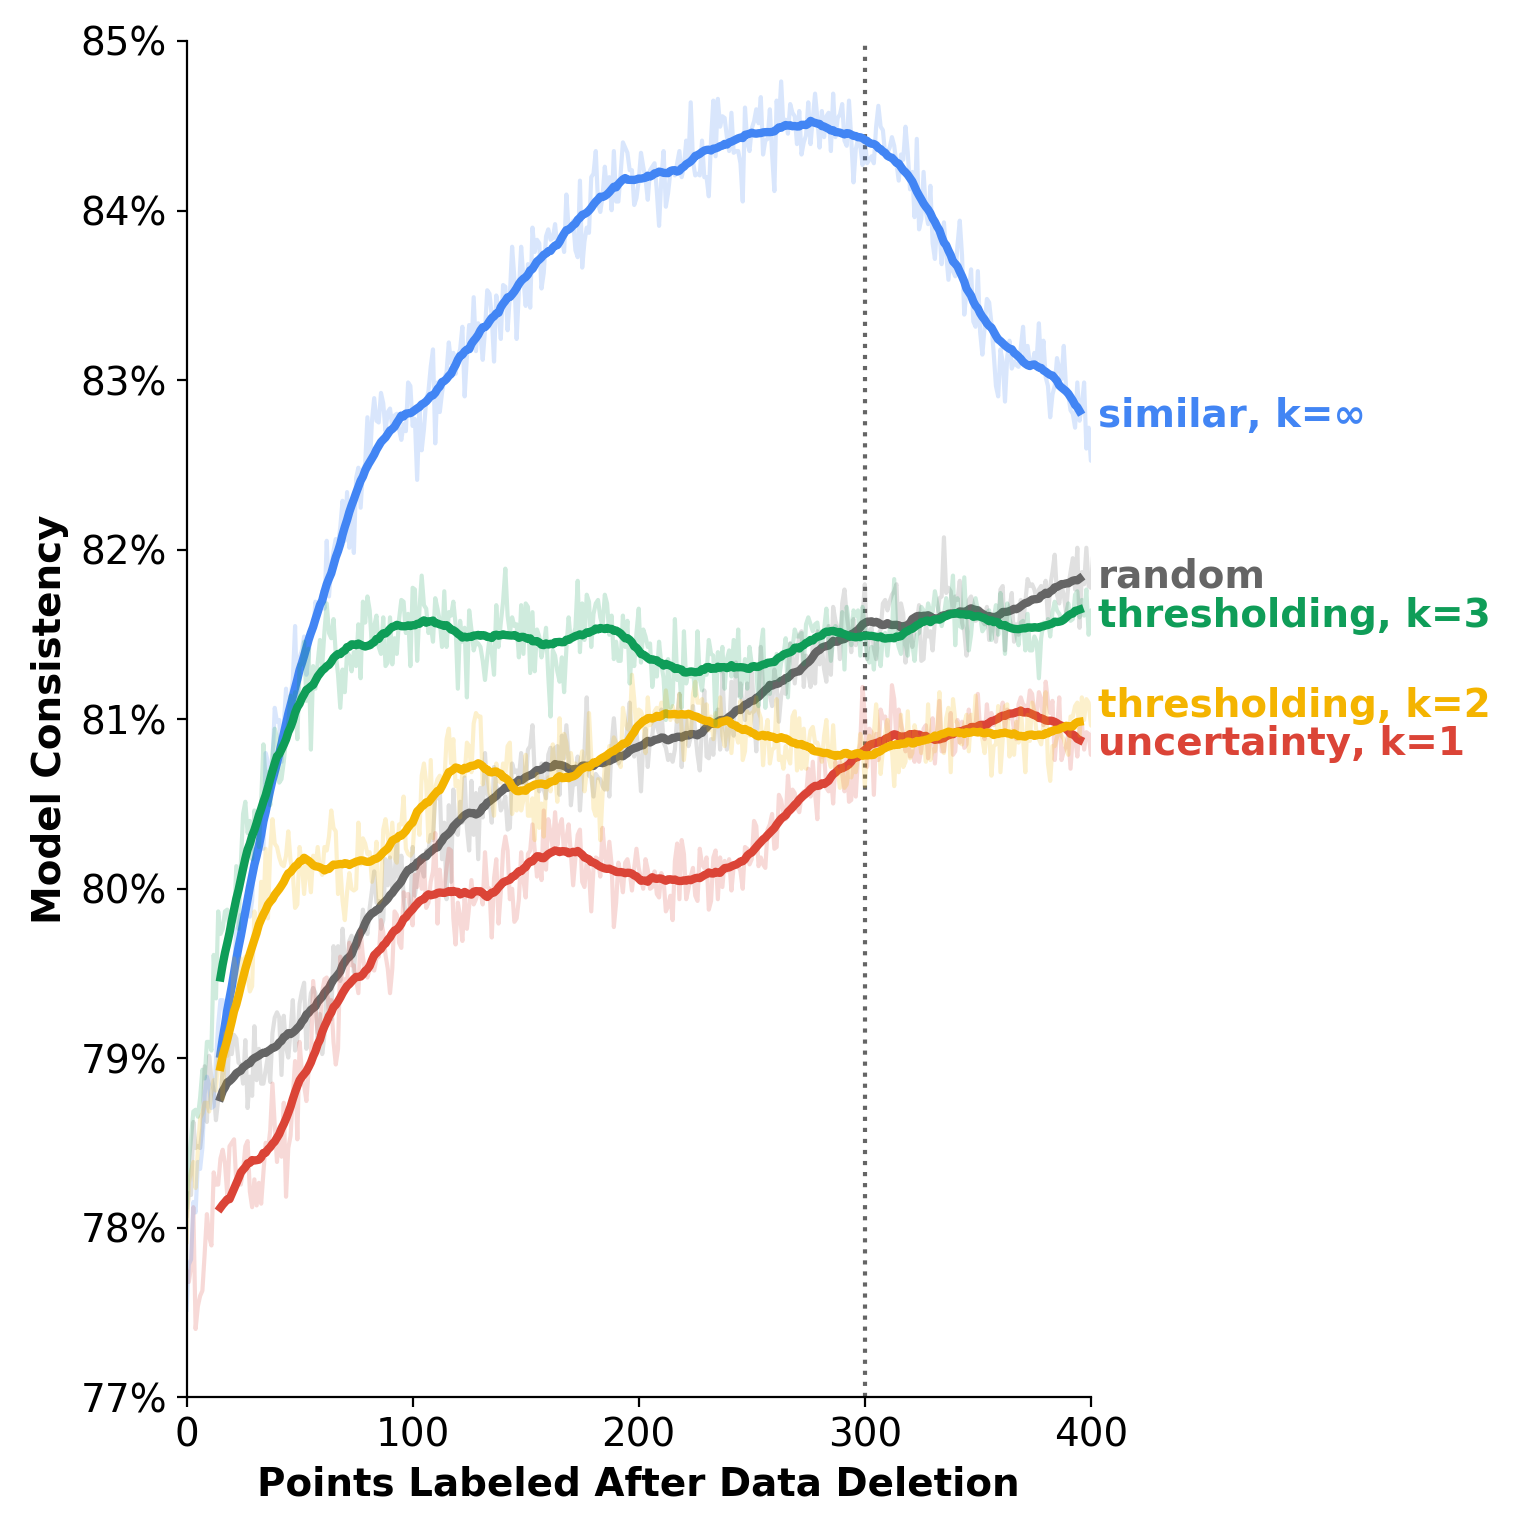 85%
84%
83%
82%
81%
80%
79%
78%
77%
0 100 200 300 400
Model Consistency
Points Labeled After Data Deletion
similar, k=∞
random
thresholding, k=3
thresholding, k=2
uncertainty, k=1